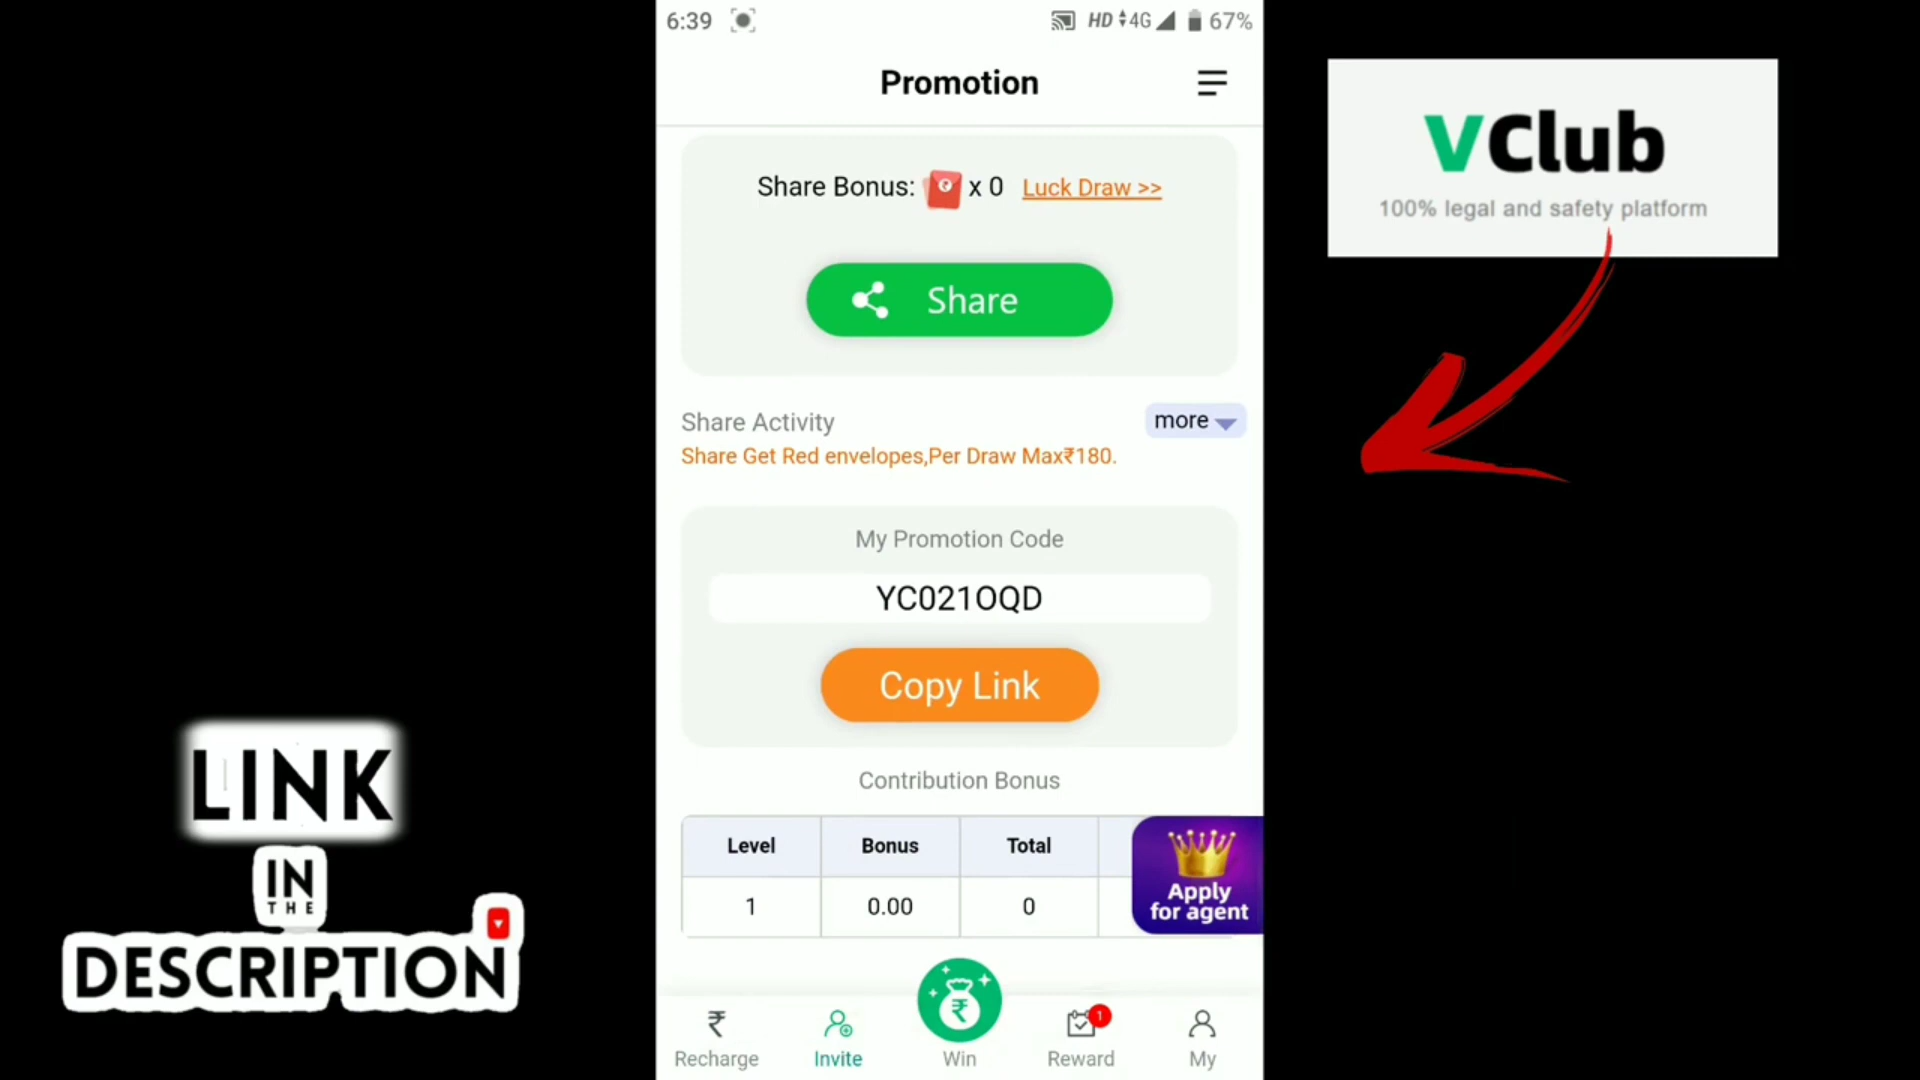 6:39
HD 4G 67%
Promotion
Share Bonus: x 0 Luck Draw >>
Share
Share Activity
more
Share Get Red envelopes,Per Draw Max₹180.
My Promotion Code
YC021OQD
Copy Link
Contribution Bonus
Level Bonus Total
1 0.00 0
Apply
for agent
₹
₹
1
Recharge Invite Win Reward My
VClub
100% legal and safety platform
LINK
IN
THE
DESCRIPTION